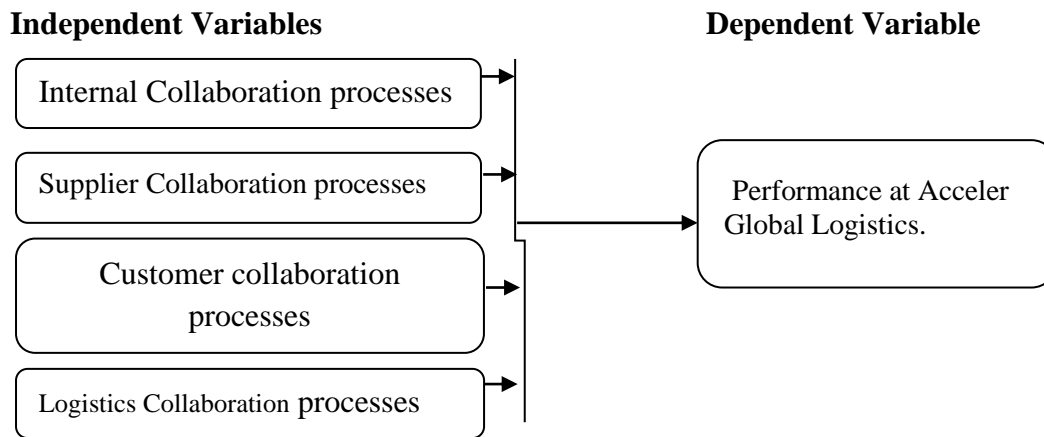 Independent Variables
Dependent Variable
Internal Collaboration processes
Supplier Collaboration processes
Customer collaboration
processes
Logistics Collaboration processes
Performance at Acceler
Global Logistics.